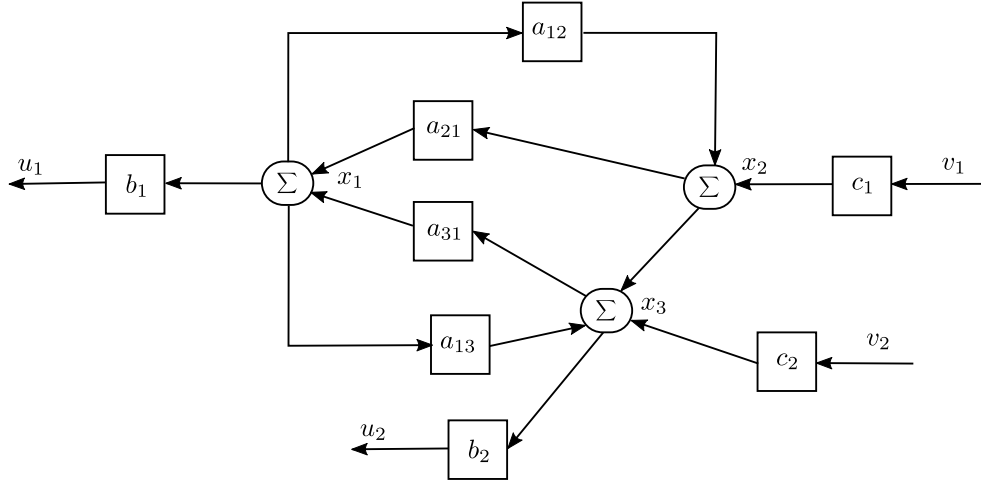 a₁₂
a₂₁
u₁
b₁
Σ
x₁
Σ
x₂
c₁
v₁
a₃₁
Σ
x₃
a₁₃
c₂
v₂
u₂
b₂